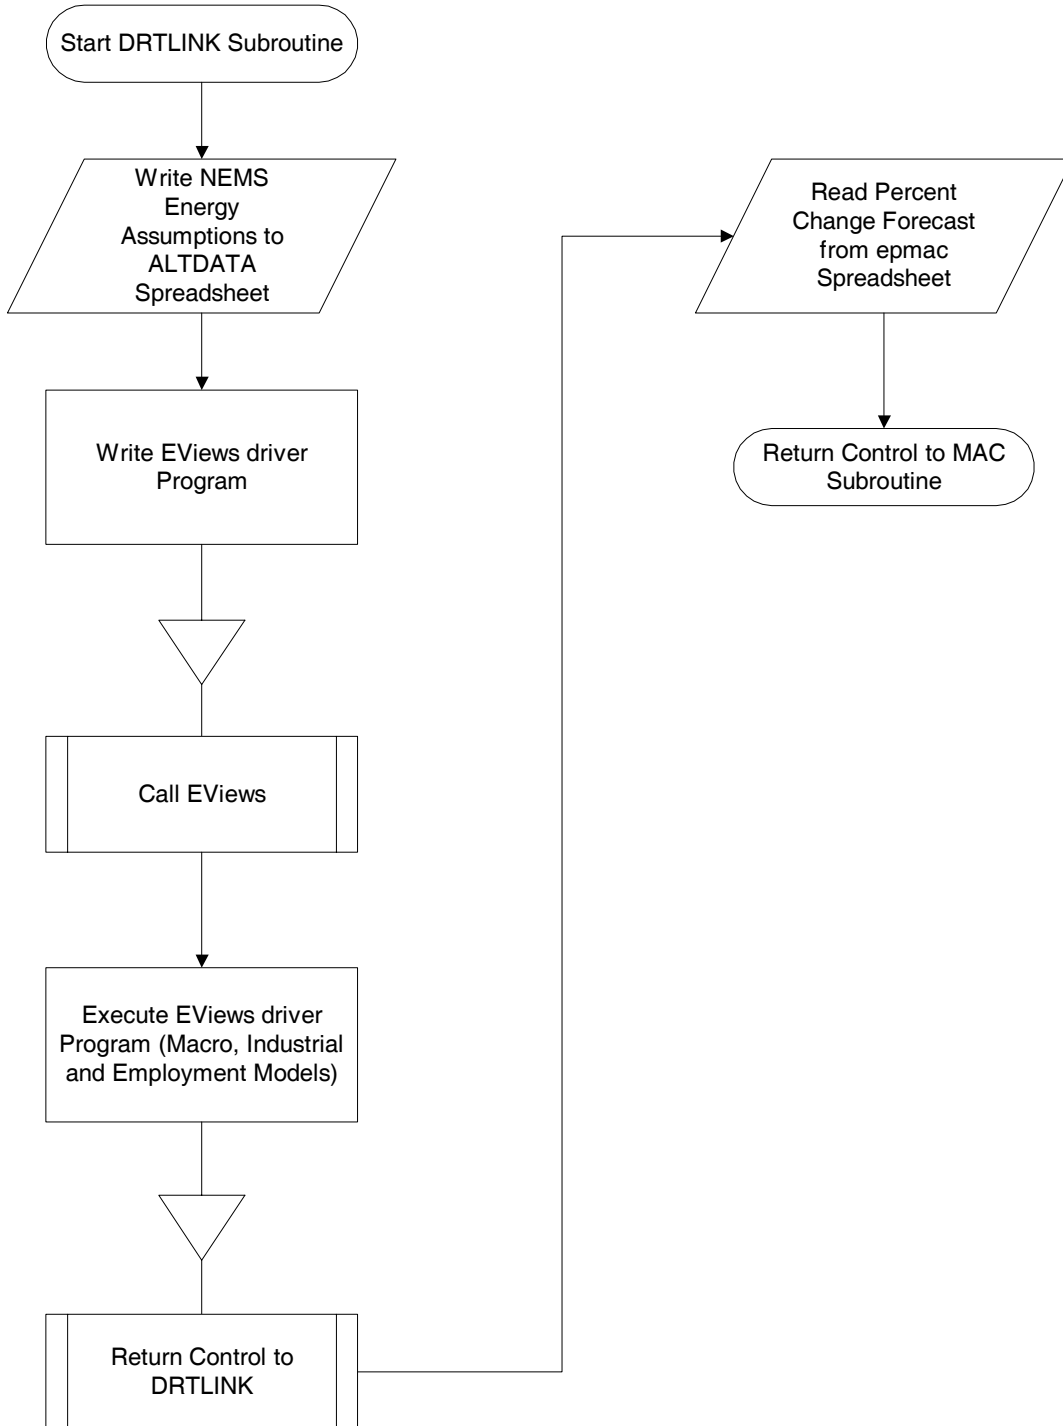 Start DRTLINK Subroutine
Write NEMS
Energy
Assumptions to
ALTDATA
Spreadsheet
Write EViews driver
Program
Call EViews
Execute EViews driver
Program (Macro, Industrial
and Employment Models)
Return Control to
DRTLINK
Read Percent
Change Forecast
from epmac
Spreadsheet
Return Control to MAC
Subroutine